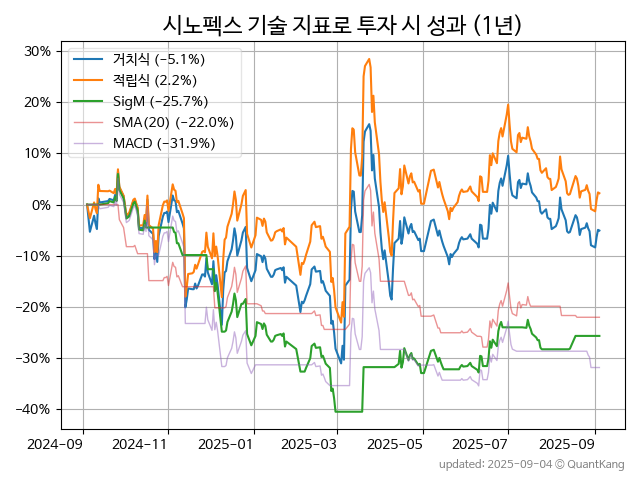 시노펙스 기술 지표로 투자 시 성과 (1년)
30%
20%
10%
0%
−10%
−20%
−30%
−40%
거치식 (−5.1%)
적립식 (2.2%)
SigM (−25.7%)
SMA(20) (−22.0%)
MACD (−31.9%)
2024-09 2024-11 2025-01 2025-03 2025-05 2025-07 2025-09
updated: 2025-09-04 © QuantKang